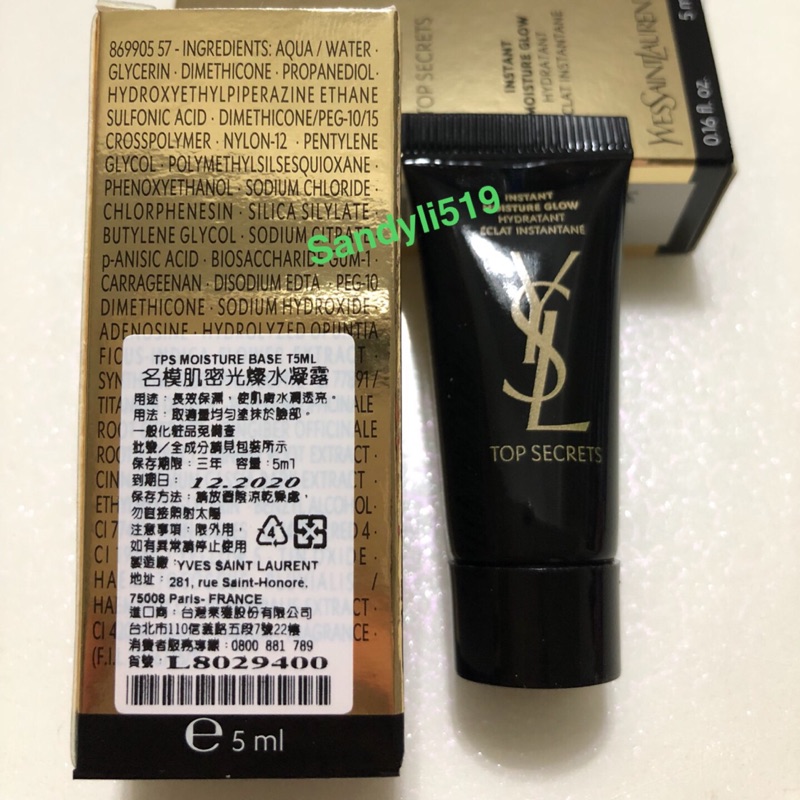 869905 57 - INGREDIENTS: AQUA / WATER ·
GLYCERIN · DIMETHICONE · PROPANEDIOL ·
HYDROXYETHYLPIPERAZINE ETHANE
SULFONIC ACID · DIMETHICONE/PEG-10/15
CROSSPOLYMER · NYLON-12 · PENTYLENE
GLYCOL · POLYMETHYLSILSESQUIOXANE ·
PHENOXYETHANOL · SODIUM CHLORIDE ·
CHLORPHENESIN · SILICA SILYLATE ·
BUTYLENE GLYCOL · SODIUM CITRATE ·
p-ANISIC ACID · BIOSACCHARIDE GUM-1 ·
CARRAGEENAN · DISODIUM EDTA · PEG-10
DIMETHICONE · SODIUM HYDROXIDE ·
ADENOSINE · HYDROLYZED OPUNTIA
TPS MOISTURE BASE T5ML
名模肌密光燦水凝露
用途：長效保濕，使肌膚水潤透亮。
用法：取適量均勻塗抹於臉部。
一般化粧品免備查
批號／全成分請見包裝所示
保存期限：三年 容量：5ml
到期日： 12.2020
保存方法：請放置陰涼乾燥處，
勿直接照射太陽
注意事項：限外用，
如有異常請停止使用
4
製造廠：YVES SAINT LAURENT
地址： 281, rue Saint-Honoré,
75008 Paris- FRANCE
進口商：台灣萊雅股份有限公司
台北市110信義路五段7號22樓
消費者服務專線：0800 881 789
貨號： L8029400
e 5 ml
TOP SECRETS
INSTANT
MOISTURE GLOW
HYDRATANT
ÉCLAT INSTANTANÉ
YVESSAINTLAURENT
0.16 fl. oz.
INSTANT
MOISTURE GLOW
HYDRATANT
ÉCLAT INSTANTANÉ
YSL
TOP SECRETS
Sandyli519